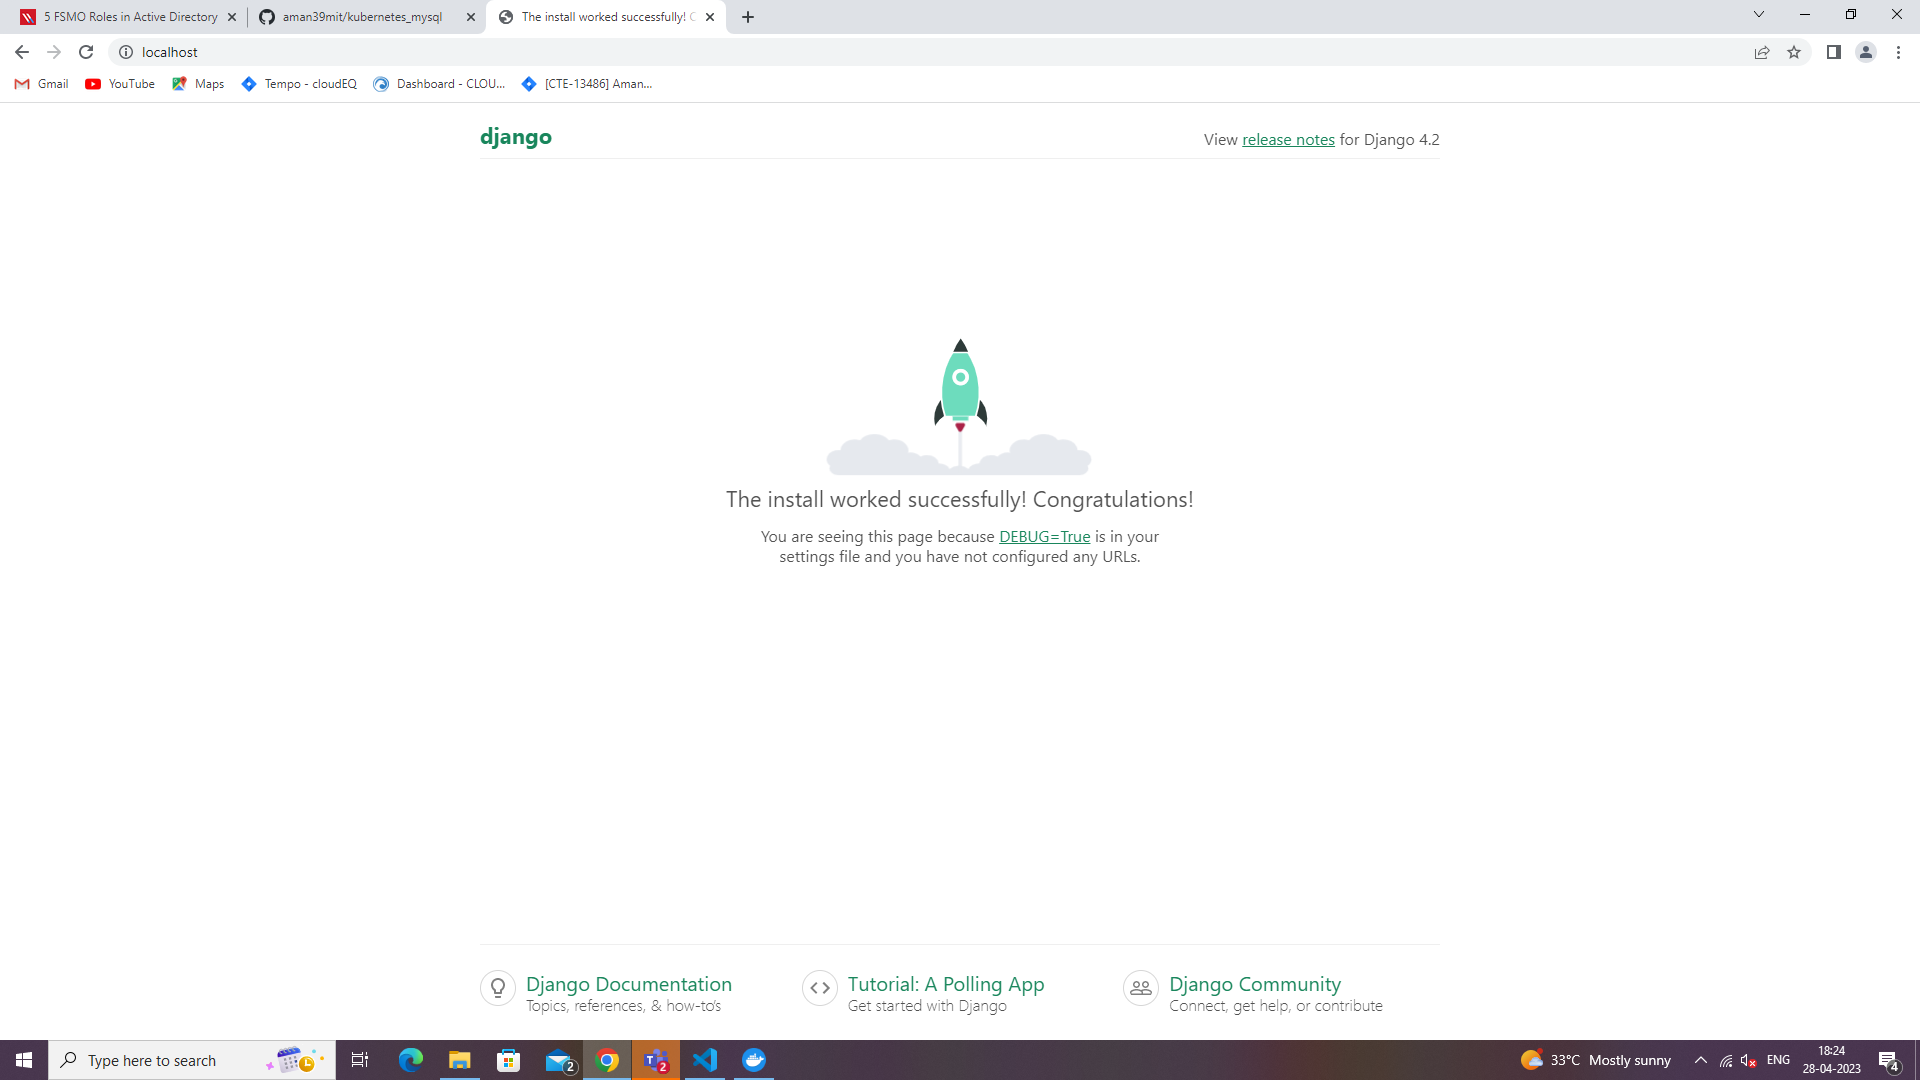 5 FSMO Roles in Active Directory
aman39mit/kubernetes_mysql
The install worked successfully! C
localhost
Gmail
YouTube
Maps
Tempo - cloudEQ
Dashboard - CLOU...
[CTE-13486] Aman...
django
View release notes for Django 4.2
The install worked successfully! Congratulations!
You are seeing this page because DEBUG=True is in your
settings file and you have not configured any URLs.
Django Documentation
Topics, references, & how-to's
Tutorial: A Polling App
Get started with Django
Django Community
Connect, get help, or contribute
Type here to search
2
2
33°C Mostly sunny
ENG
18:24
28-04-2023
4